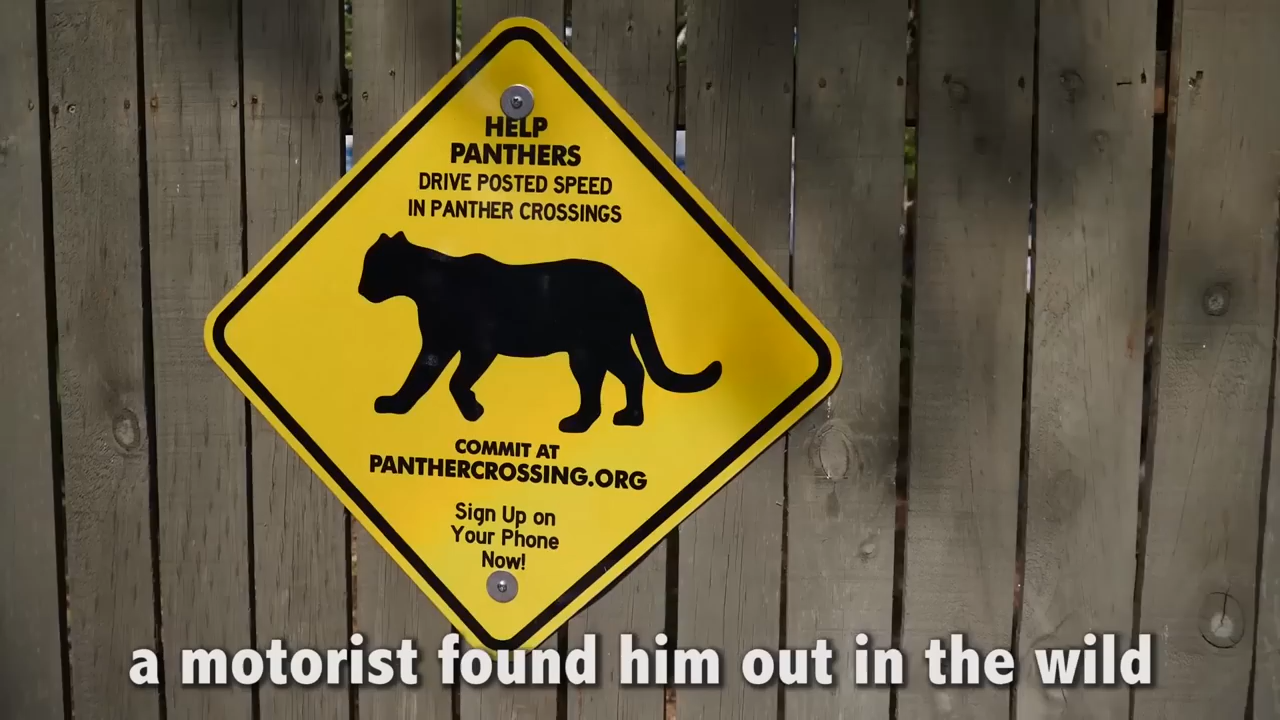 HELP
PANTHERS
DRIVE POSTED SPEED
IN PANTHER CROSSINGS
COMMIT AT
PANTHERCROSSING.ORG
Sign Up on
Your Phone
Now!
a motorist found him out in the wild